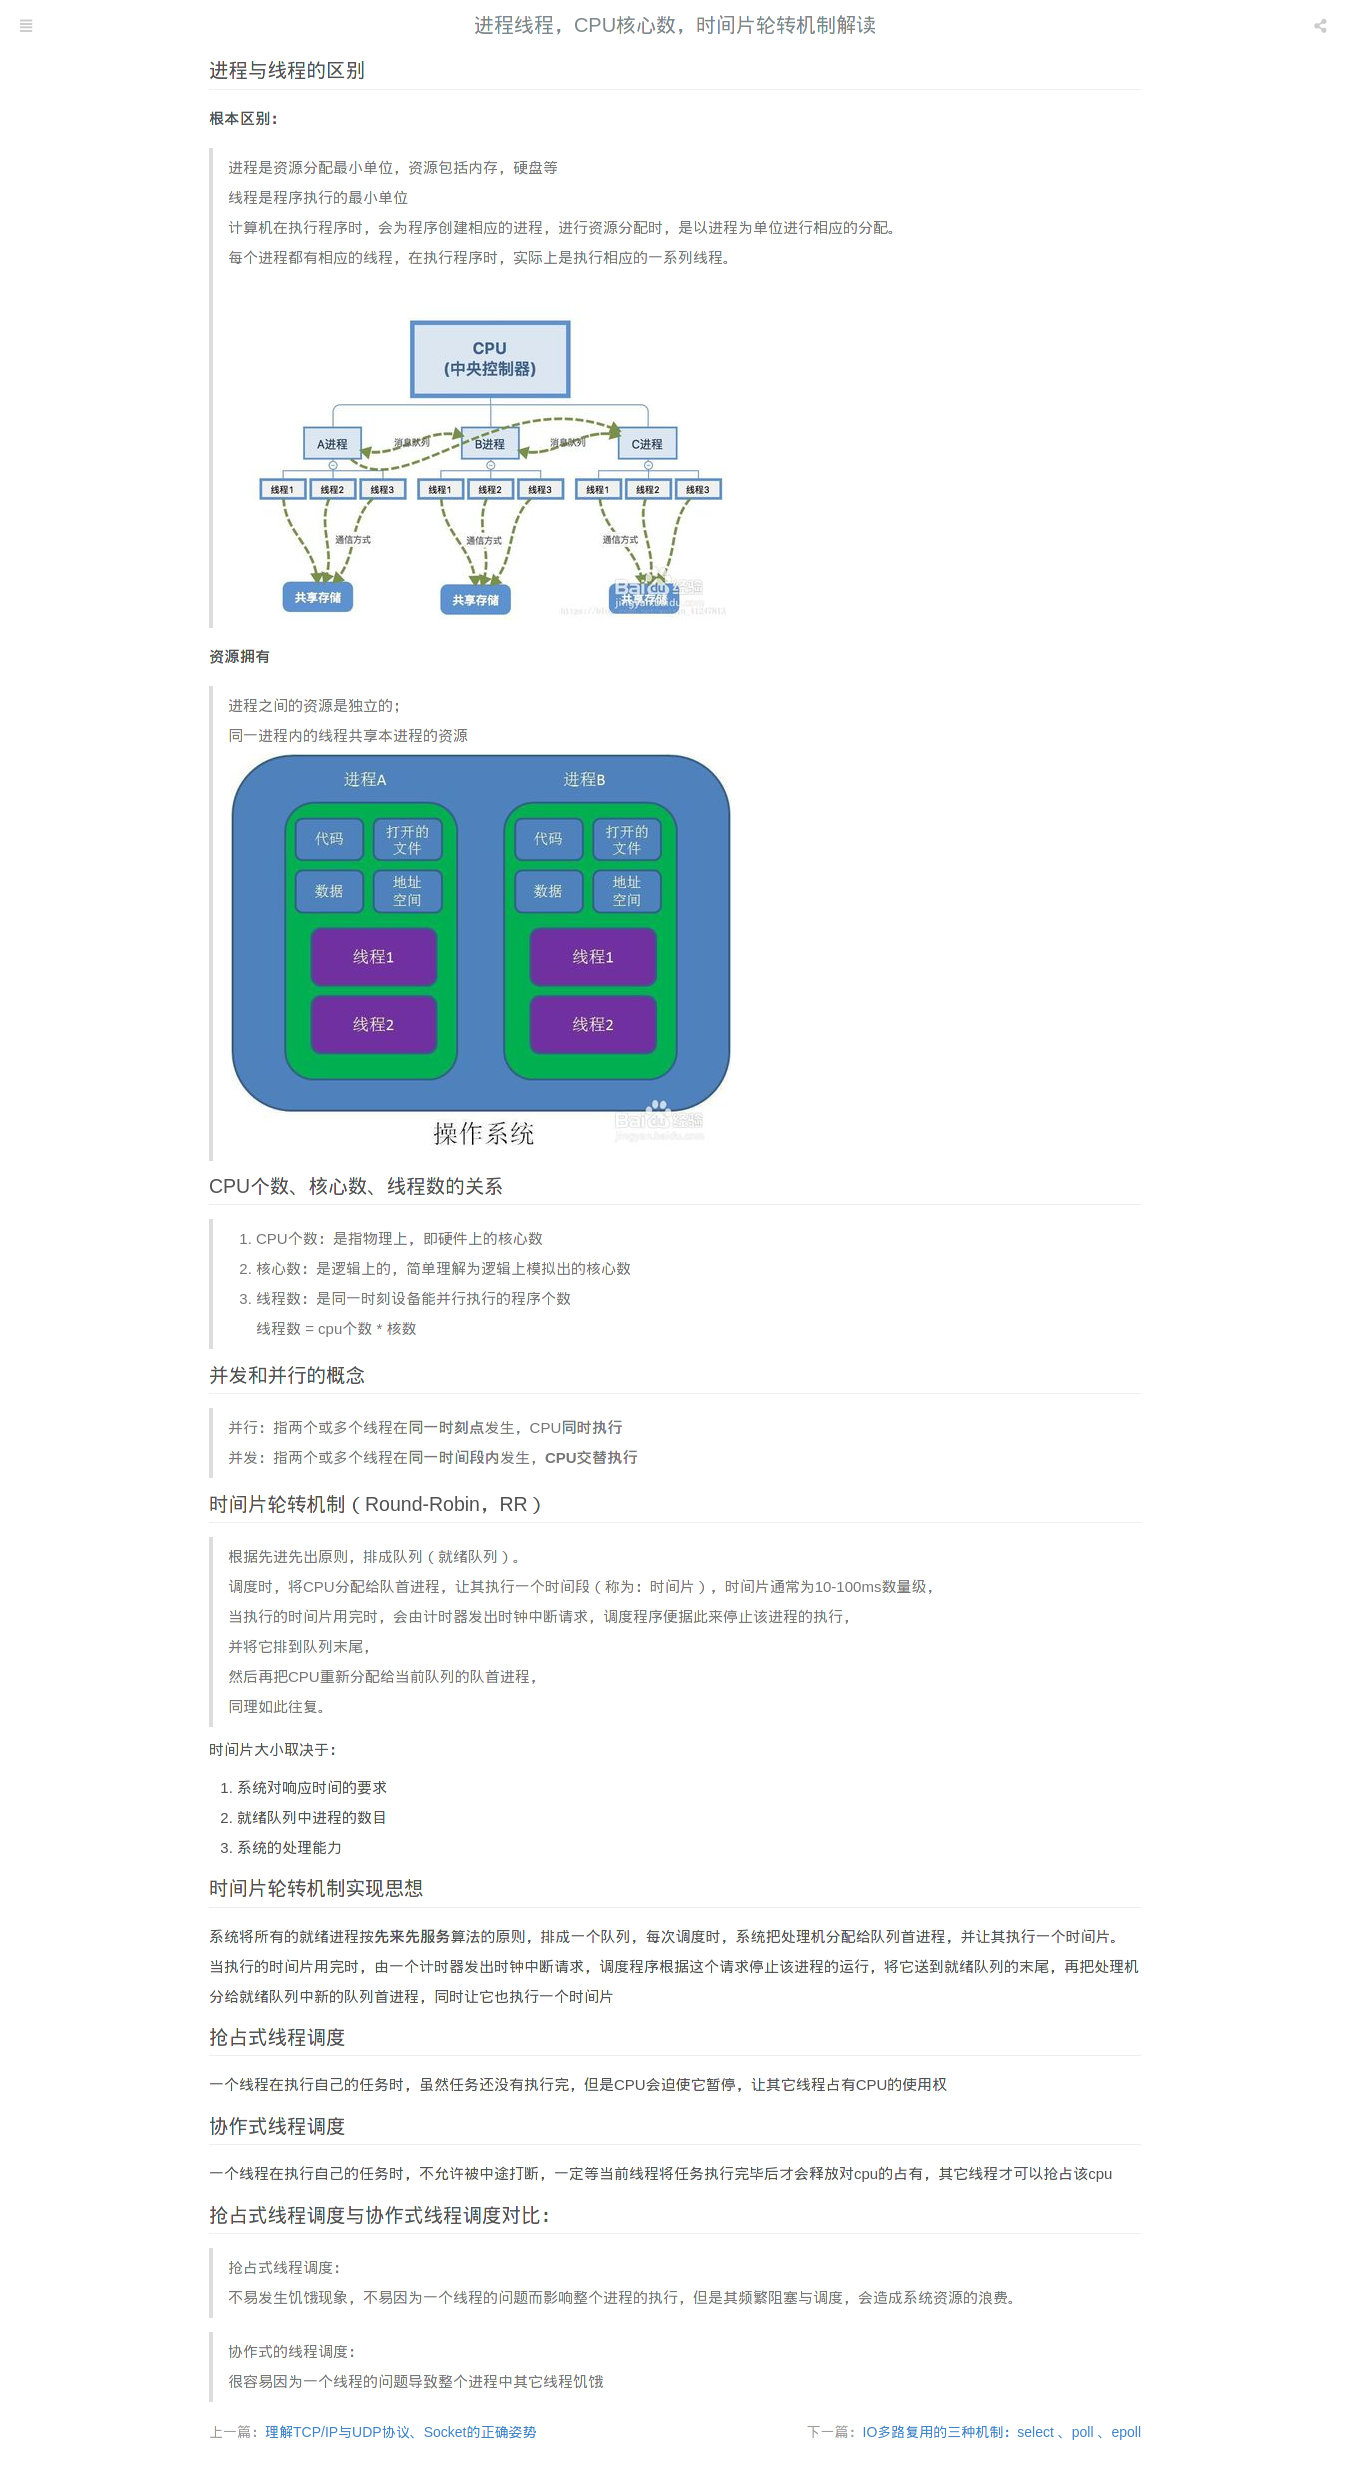 进程线程，CPU核心数，时间片轮转机制解读
进程与线程的区别
根本区别：
进程是资源分配最小单位，资源包括内存，硬盘等
线程是程序执行的最小单位
计算机在执行程序时，会为程序创建相应的进程，进行资源分配时，是以进程为单位进行相应的分配。
每个进程都有相应的线程，在执行程序时，实际上是执行相应的一系列线程。
CPU
(中央控制器)
A进程 消息队列 B进程 消息队列 C进程
线程1 线程2 线程3 线程1 线程2 线程3 线程1 线程2 线程3
通信方式 通信方式 通信方式
共享存储 共享存储 共享存储
Baidu经验
jingyan.baidu.com
资源拥有
进程之间的资源是独立的；
同一进程内的线程共享本进程的资源
进程A 进程B
代码 打开的文件 代码 打开的文件
数据 地址空间 数据 地址空间
线程1 线程1
线程2 线程2
操作系统
Baidu经验
jingyan.baidu.com
CPU个数、核心数、线程数的关系
1. CPU个数：是指物理上，即硬件上的核心数
2. 核心数：是逻辑上的，简单理解为逻辑上模拟出的核心数
3. 线程数：是同一时刻设备能并行执行的程序个数
线程数 = cpu个数 * 核数
并发和并行的概念
并行：指两个或多个线程在同一时刻点发生，CPU同时执行
并发：指两个或多个线程在同一时间段内发生，CPU交替执行
时间片轮转机制（Round-Robin，RR）
根据先进先出原则，排成队列（就绪队列）。
调度时，将CPU分配给队首进程，让其执行一个时间段（称为：时间片），时间片通常为10-100ms数量级，
当执行的时间片用完时，会由计时器发出时钟中断请求，调度程序便据此来停止该进程的执行，
并将它排到队列末尾，
然后再把CPU重新分配给当前队列的队首进程，
同理如此往复。
时间片大小取决于：
1. 系统对响应时间的要求
2. 就绪队列中进程的数目
3. 系统的处理能力
时间片轮转机制实现思想
系统将所有的就绪进程按先来先服务算法的原则，排成一个队列，每次调度时，系统把处理机分配给队列首进程，并让其执行一个时间片。
当执行的时间片用完时，由一个计时器发出时钟中断请求，调度程序根据这个请求停止该进程的运行，将它送到就绪队列的末尾，再把处理机
分给就绪队列中新的队列首进程，同时让它也执行一个时间片
抢占式线程调度
一个线程在执行自己的任务时，虽然任务还没有执行完，但是CPU会迫使它暂停，让其它线程占有CPU的使用权
协作式线程调度
一个线程在执行自己的任务时，不允许被中途打断，一定等当前线程将任务执行完毕后才会释放对cpu的占有，其它线程才可以抢占该cpu
抢占式线程调度与协作式线程调度对比：
抢占式线程调度：
不易发生饥饿现象，不易因为一个线程的问题而影响整个进程的执行，但是其频繁阻塞与调度，会造成系统资源的浪费。
协作式的线程调度：
很容易因为一个线程的问题导致整个进程中其它线程饥饿
上一篇：理解TCP/IP与UDP协议、Socket的正确姿势 下一篇：IO多路复用的三种机制：select 、poll 、epoll